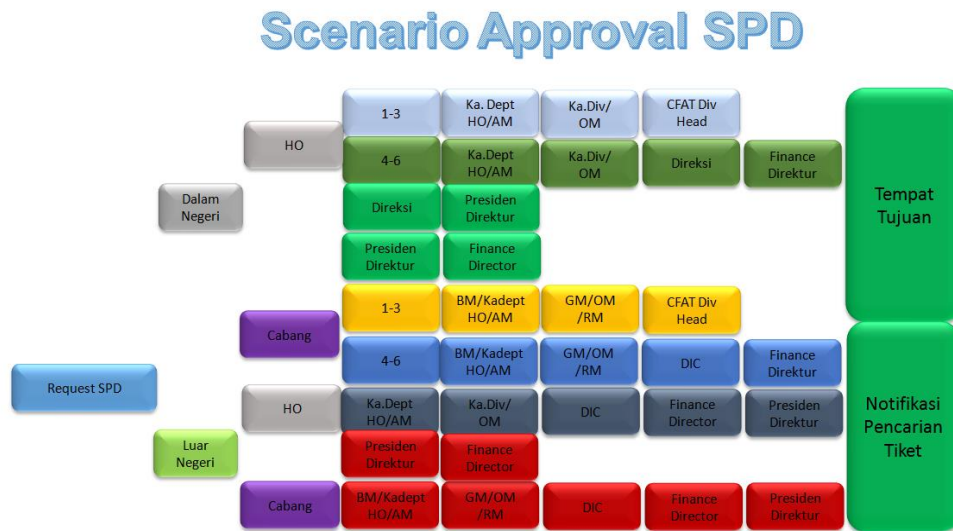 Scenario Approval SPD
1-3
Ka. Dept
HO/AM
Ka.Div/
OM
CFAT Div
Head
HO
4-6
Ka.Dept
HO/AM
Ka.Div/
OM
Direksi
Finance
Direktur
Dalam
Negeri
Direksi
Presiden
Direktur
Tempat
Tujuan
Presiden
Direktur
Finance
Director
1-3
BM/Kadept
HO/AM
GM/OM
/RM
CFAT Div
Head
Cabang
4-6
BM/Kadept
HO/AM
GM/OM
/RM
DIC
Finance
Direktur
Request SPD
HO
Ka.Dept
HO/AM
Ka.Div/
OM
DIC
Finance
Director
Presiden
Direktur
Notifikasi
Pencarian
Tiket
Luar
Negeri
Presiden
Direktur
Finance
Director
Cabang
BM/Kadept
HO/AM
GM/OM
/RM
DIC
Finance
Director
Presiden
Direktur